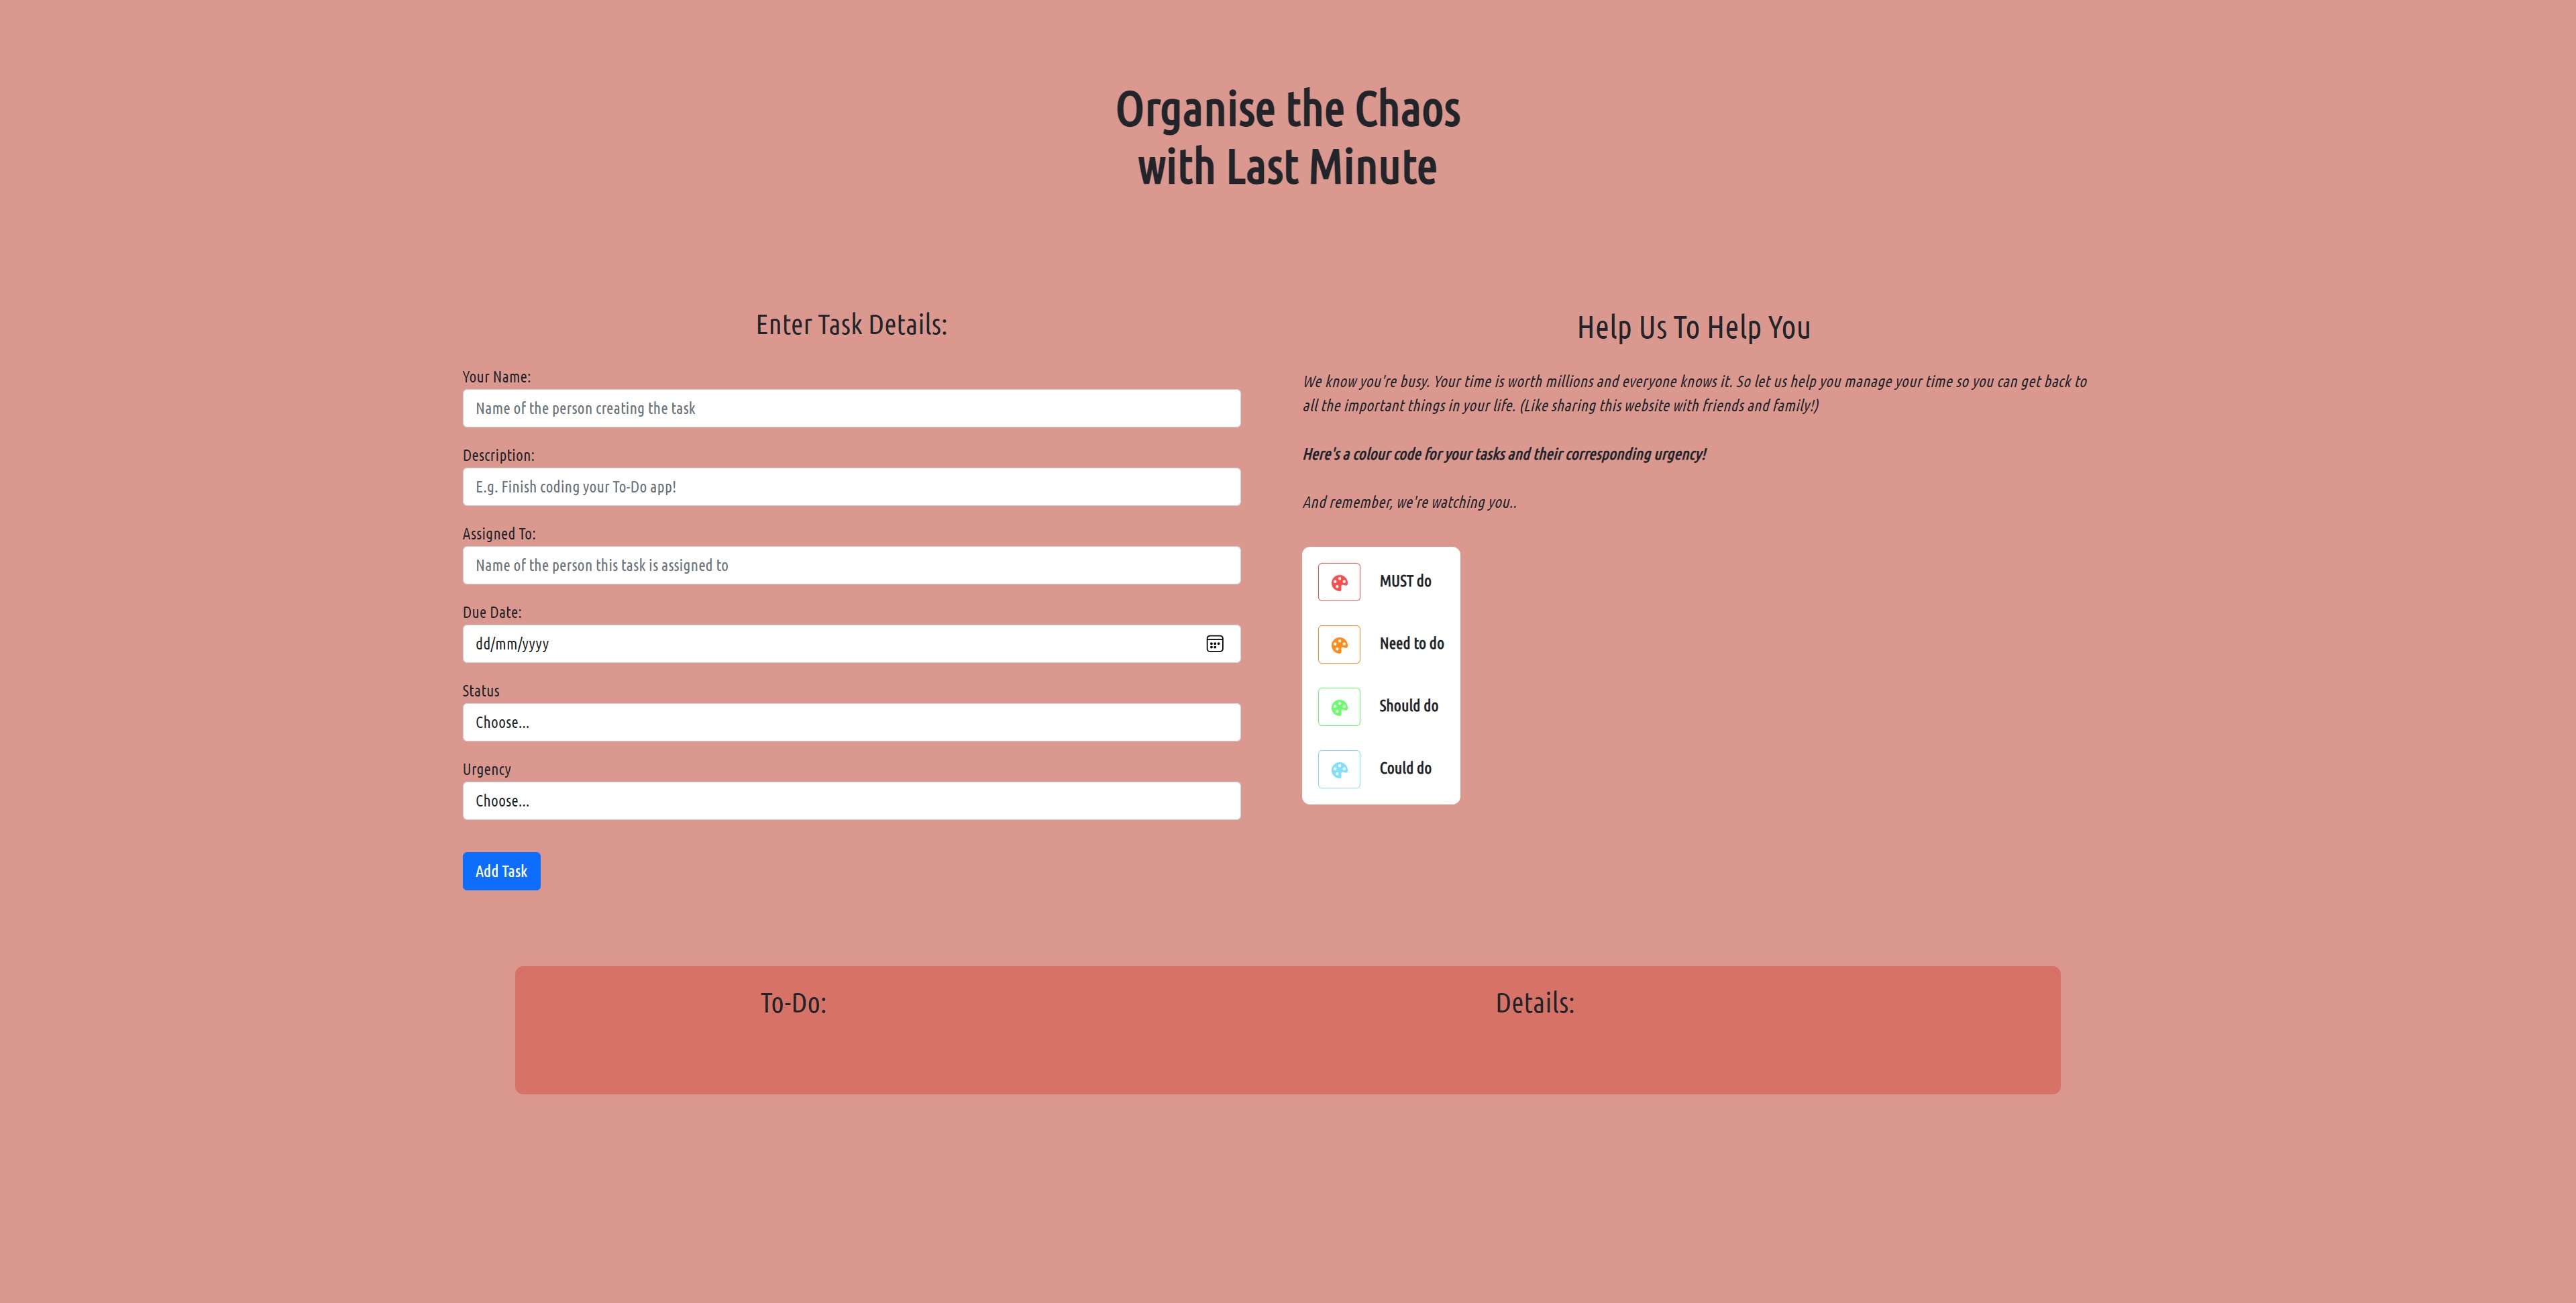 Organise the Chaos
with Last Minute
Enter Task Details:
Your Name:
Name of the person creating the task
Description:
E.g. Finish coding your To-Do app!
Assigned To:
Name of the person this task is assigned to
Due Date:
dd/mm/yyyy
Status
Choose...
Urgency
Choose...
Add Task
Help Us To Help You
We know you're busy. Your time is worth millions and everyone knows it. So let us help you manage your time so you can get back to
all the important things in your life. (Like sharing this website with friends and family!)
Here's a colour code for your tasks and their corresponding urgency!
And remember, we're watching you..
MUST do
Need to do
Should do
Could do
To-Do:
Details: